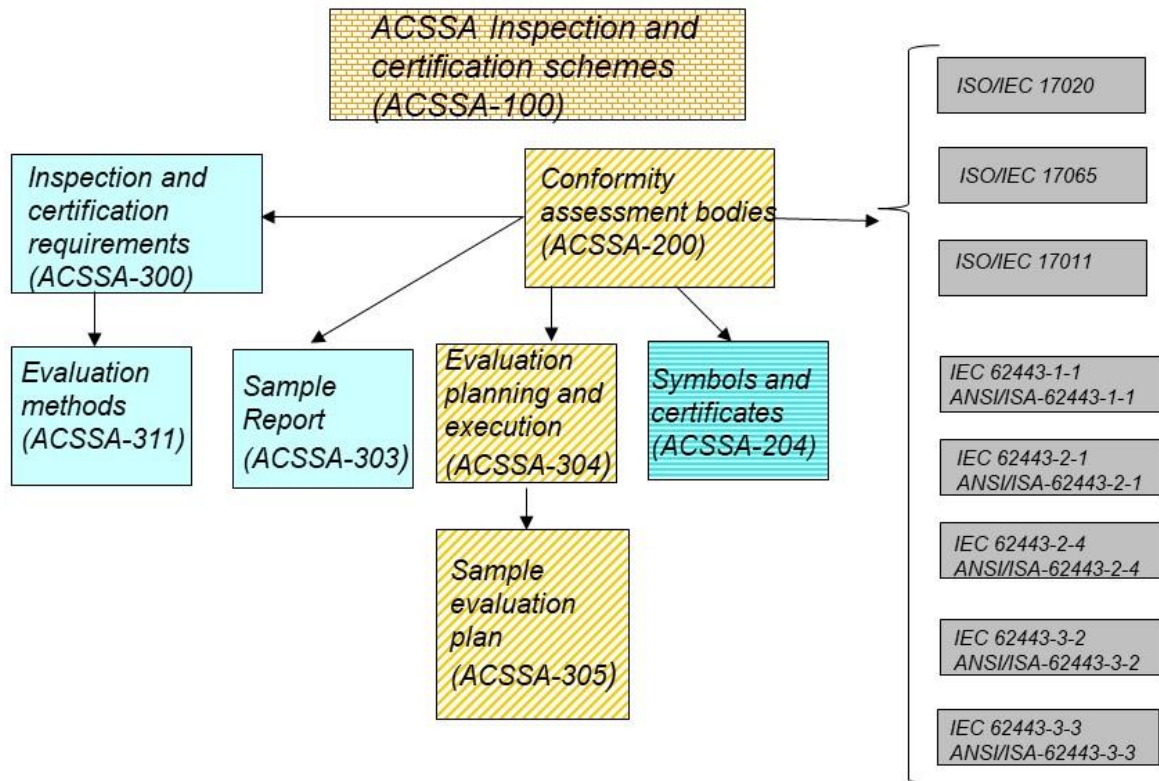 ACSSA Inspection and
certification schemes
(ACSSA-100)
Inspection and
certification
requirements
(ACSSA-300)
Conformity
assessment bodies
(ACSSA-200)
Evaluation
methods
(ACSSA-311)
Sample
Report
(ACSSA-303)
Evaluation
planning and
execution
(ACSSA-304)
Symbols and
certificates
(ACSSA-204)
Sample
evaluation
plan
(ACSSA-305)
ISO/IEC 17020
ISO/IEC 17065
ISO/IEC 17011
IEC 62443-1-1
ANSI/ISA-62443-1-1
IEC 62443-2-1
ANSI/ISA-62443-2-1
IEC 62443-2-4
ANSI/ISA-62443-2-4
IEC 62443-3-2
ANSI/ISA-62443-3-2
IEC 62443-3-3
ANSI/ISA-62443-3-3